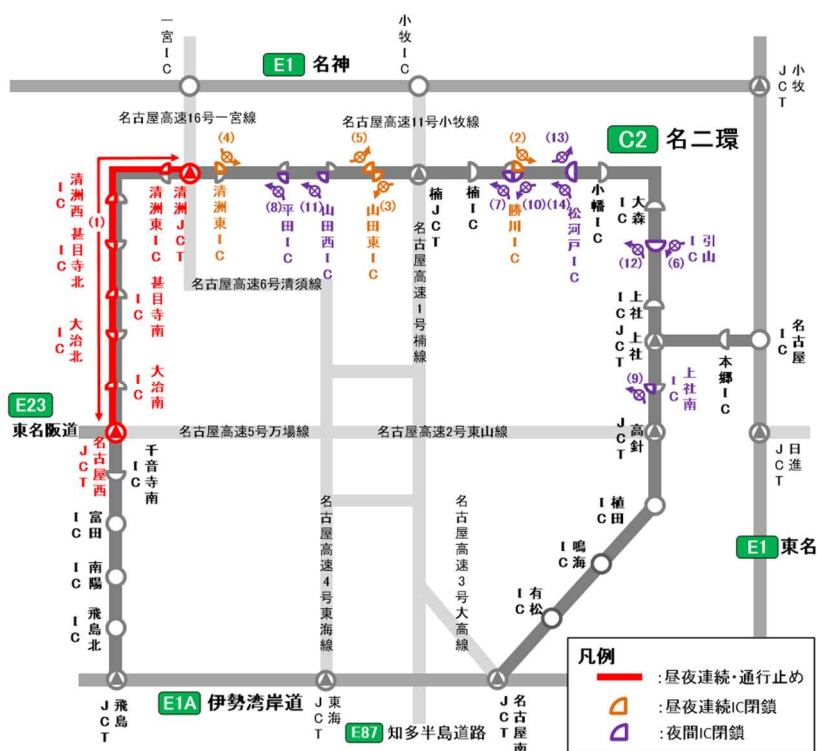 一宮IC
小牧IC
E1 名神
小牧JCT
名古屋高速16号一宮線
名古屋高速11号小牧線
C2 名二環
(4)
(5)
(2)
(13)
(1)
清洲西IC
清洲東IC
清洲JCT
清洲東IC
(8)
平田IC
(11)
山田西IC
山田東IC
(3)
楠JCT
楠IC
(7)
勝川IC
(10)
(14)
松河戸IC
小幡IC
大森IC
引山IC
(12)
(6)
甚目寺北IC
名古屋高速6号清須線
名古屋高速1号楠線
甚目寺南IC
上社IC
上社JCT
名古屋IC
本郷IC
大治北IC
大治南IC
(9)
上社南IC
E23
東名阪道
名古屋西JCT
名古屋高速5号万場線
名古屋高速2号東山線
高針JCT
日進JCT
千音寺南IC
富田IC
植田IC
名古屋高速4号東海線
名古屋高速3号大高線
E1 東名
鳴海IC
南陽IC
有松IC
飛島北IC
凡例
:昼夜連続・通行止め
:昼夜連続IC閉鎖
:夜間IC閉鎖
飛島JCT
E1A 伊勢湾岸道
東海JCT
E87 知多半島道路
名古屋南JCT